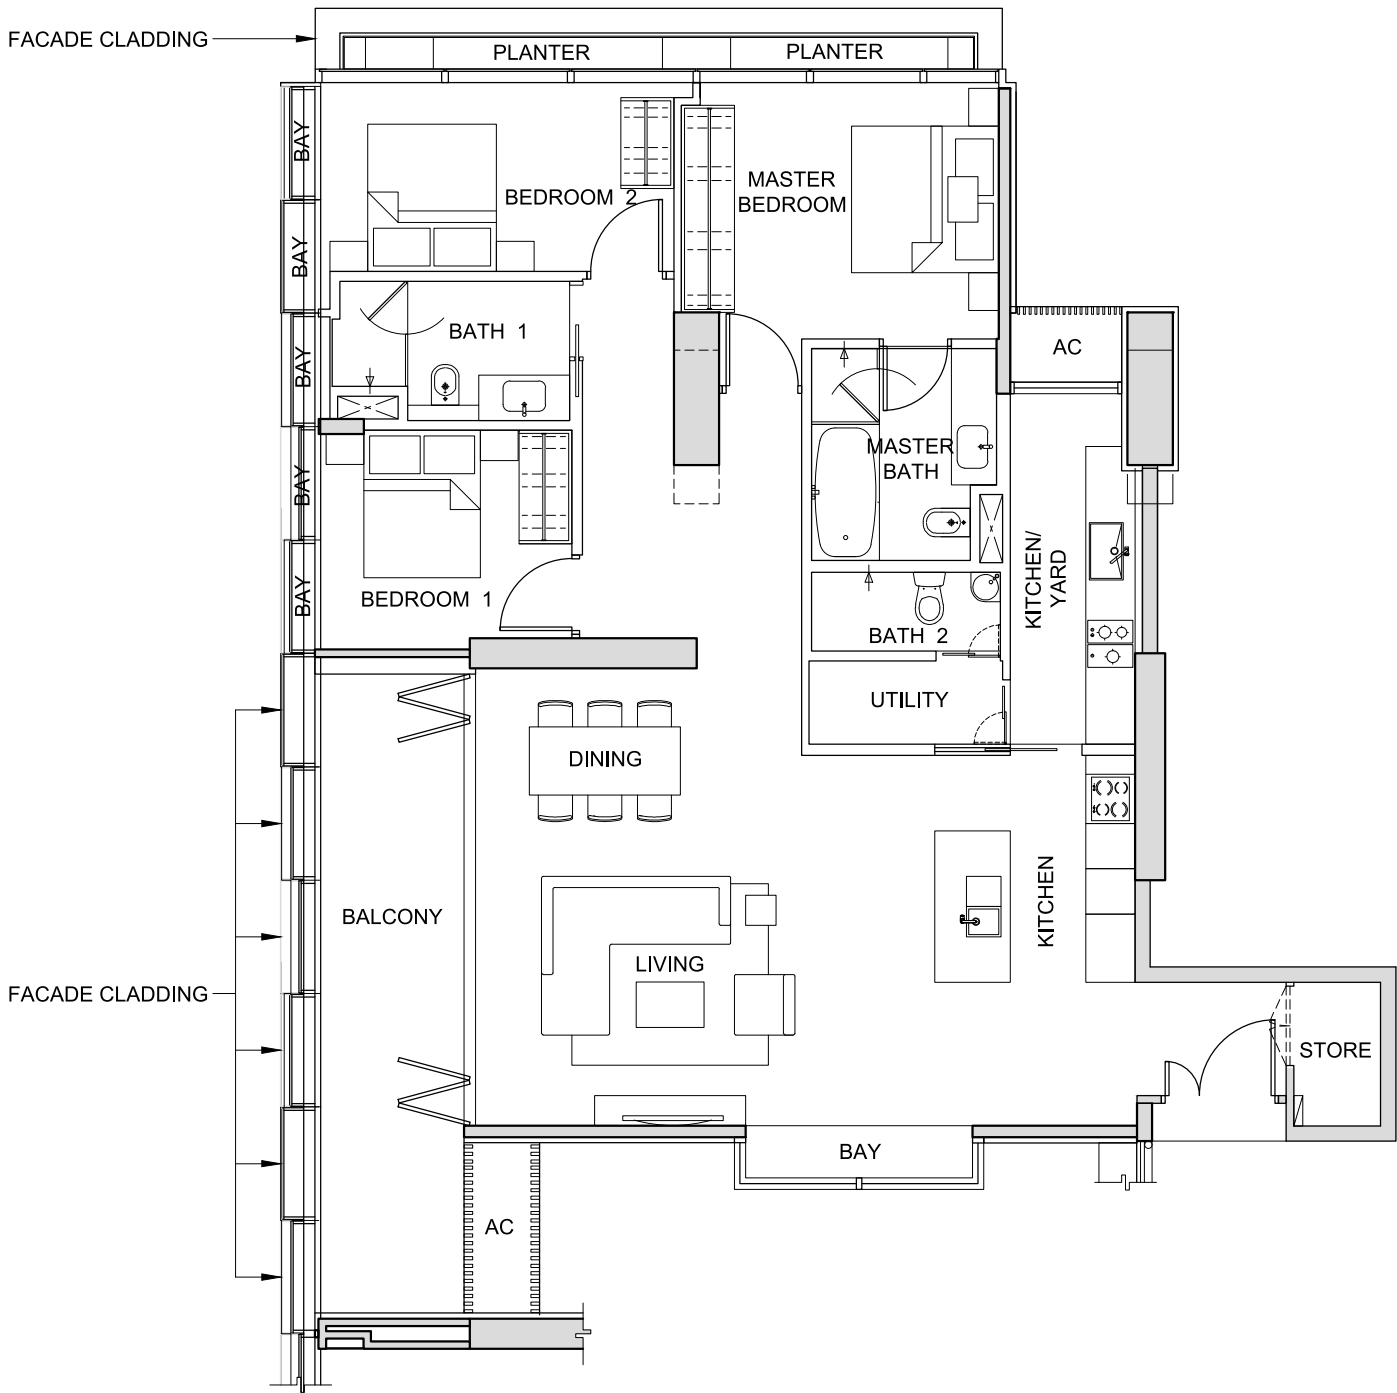 FACADE CLADDING
PLANTER
PLANTER
BAY
BAY
BAY
BAY
BAY
BEDROOM 2
MASTER
BEDROOM
BATH 1
AC
MASTER
BATH
KITCHEN/
YARD
BEDROOM 1
BATH 2
UTILITY
DINING
KITCHEN
BALCONY
LIVING
FACADE CLADDING
STORE
BAY
AC